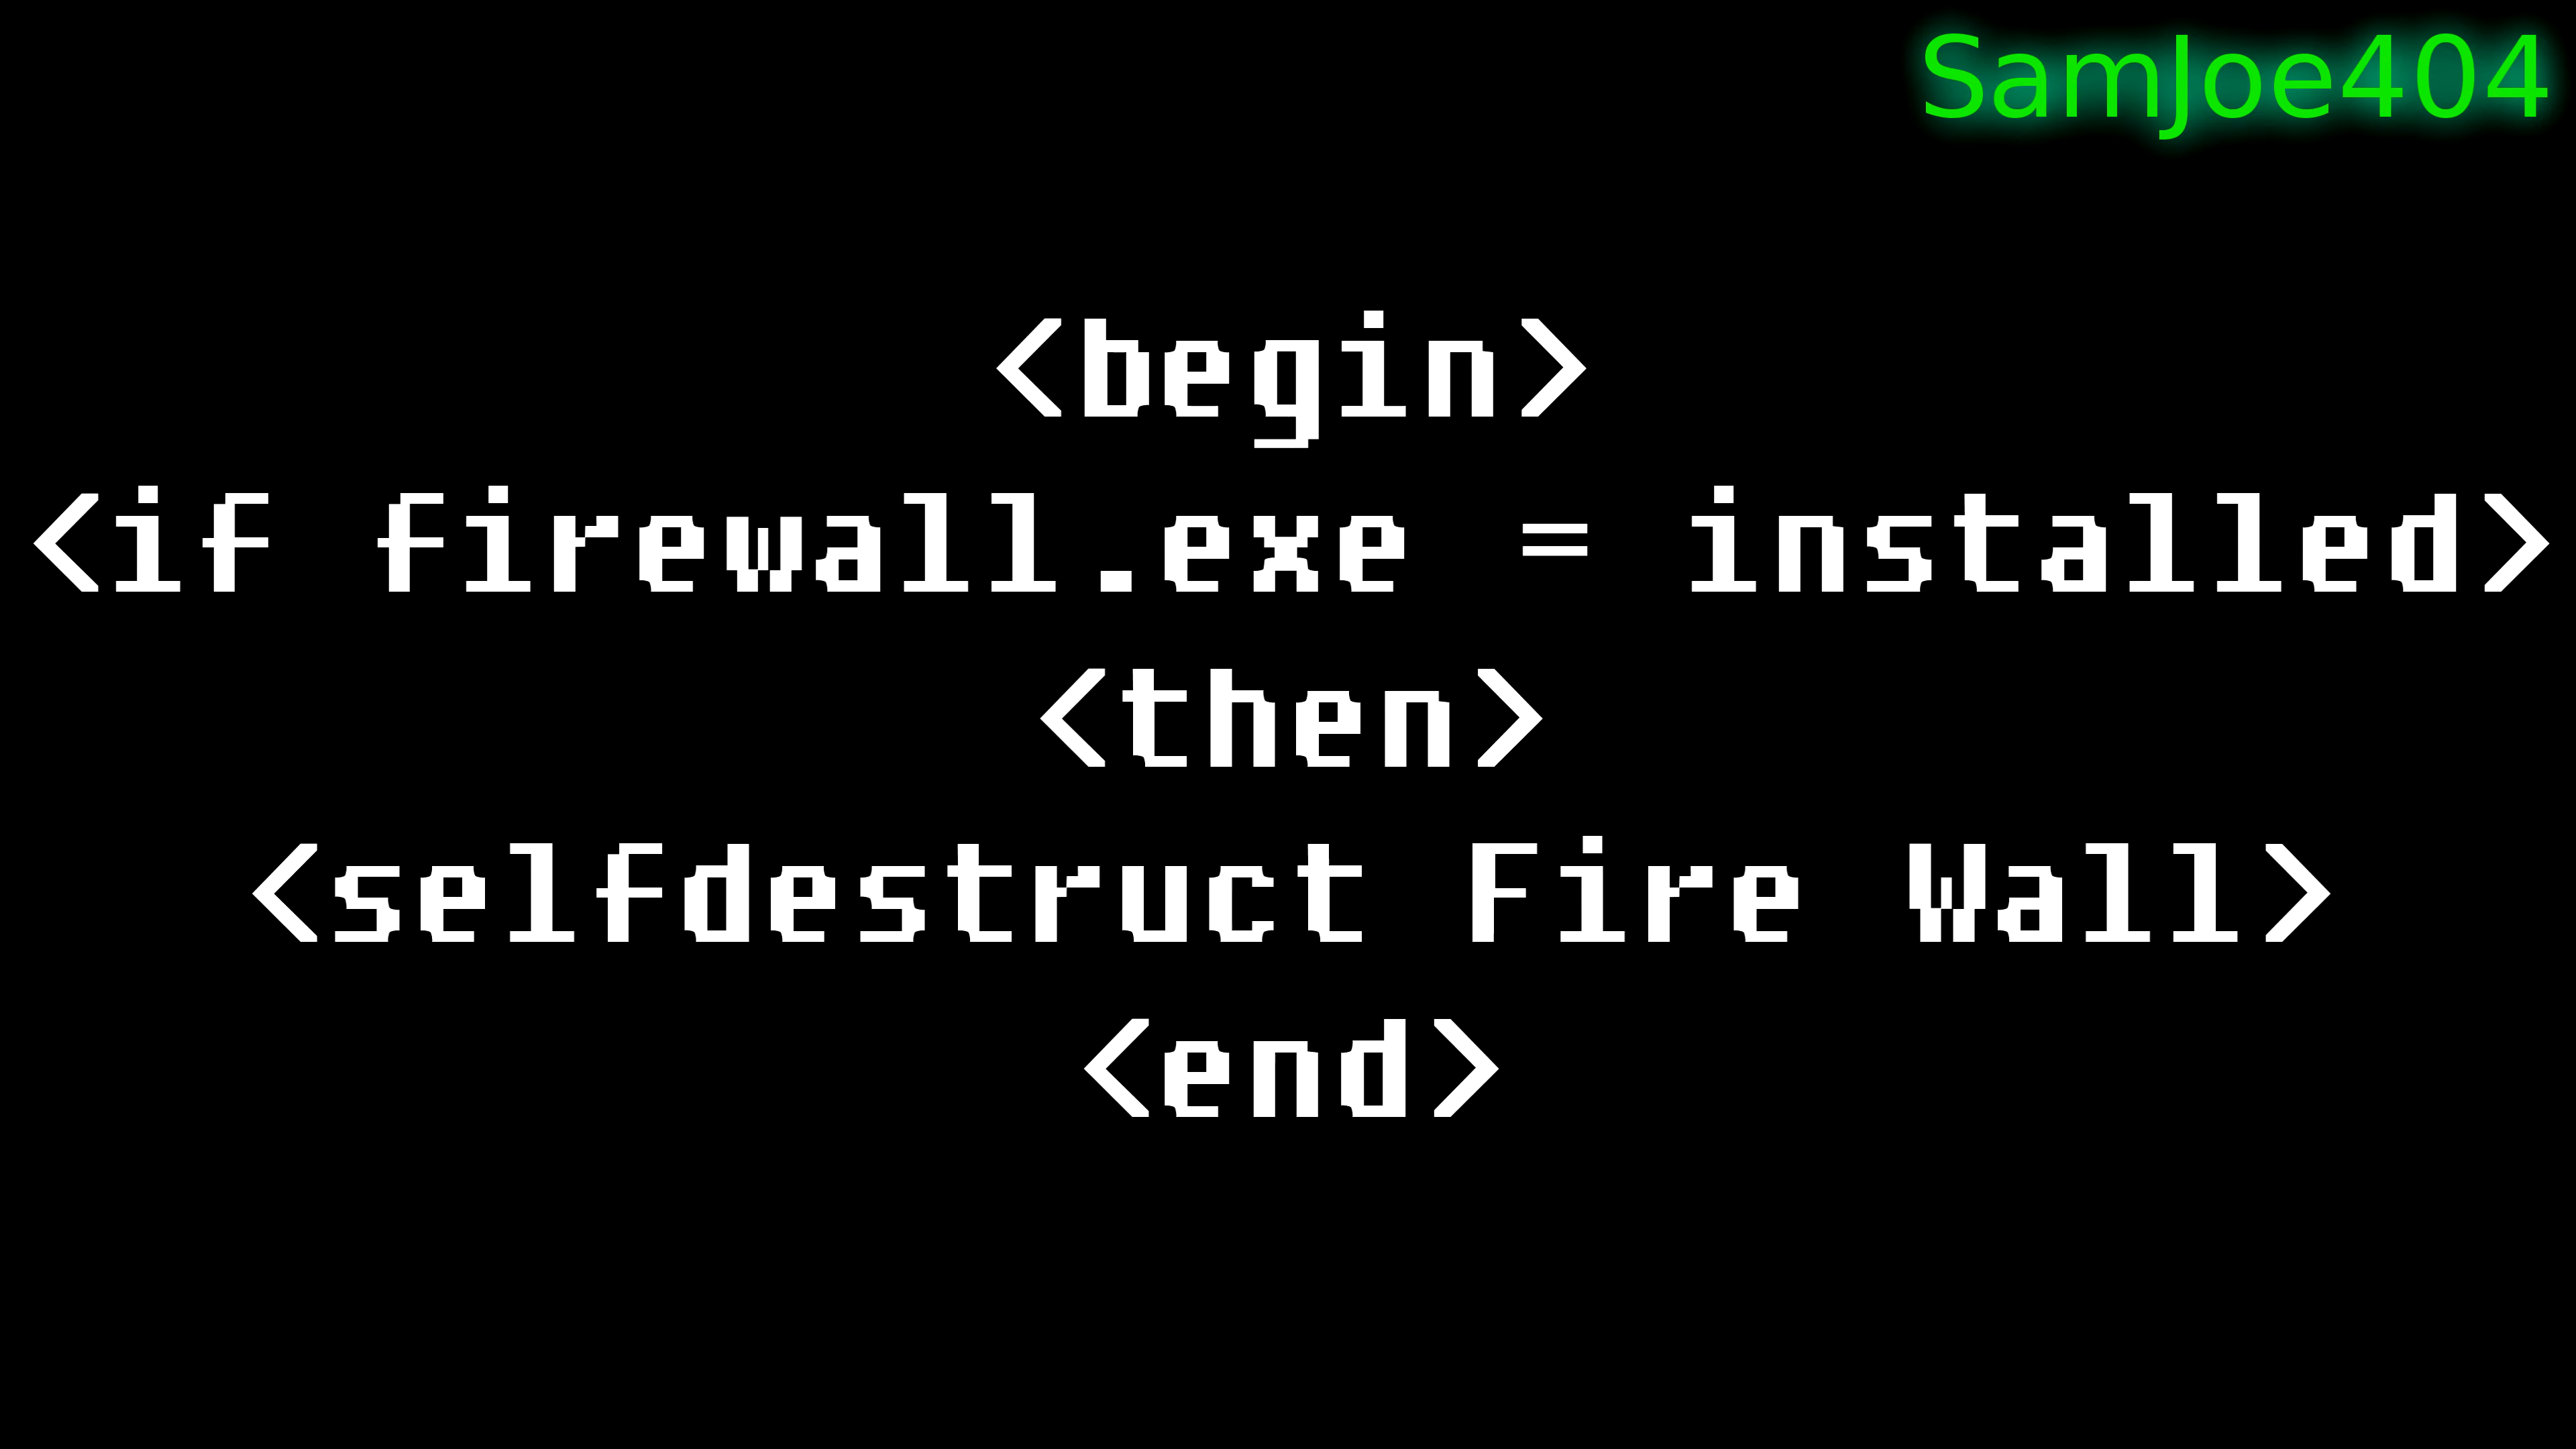 SamJoe404
<begin>
<if firewall.exe = installed>
<then>
<selfdestruct Fire Wall>
<end>